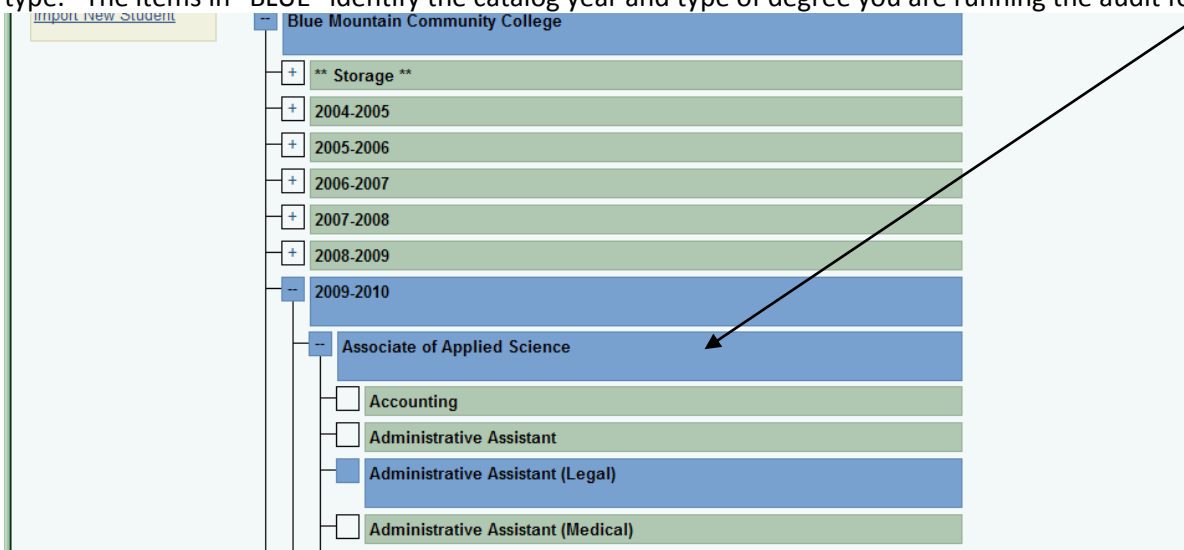 type. The items in "BLUE" identify the catalog year and type of degree you are running the audit fo
Import New Student
-- Blue Mountain Community College
+ ** Storage **
+ 2004-2005
+ 2005-2006
+ 2006-2007
+ 2007-2008
+ 2008-2009
-- 2009-2010
-- Associate of Applied Science
Accounting
Administrative Assistant
Administrative Assistant (Legal)
Administrative Assistant (Medical)